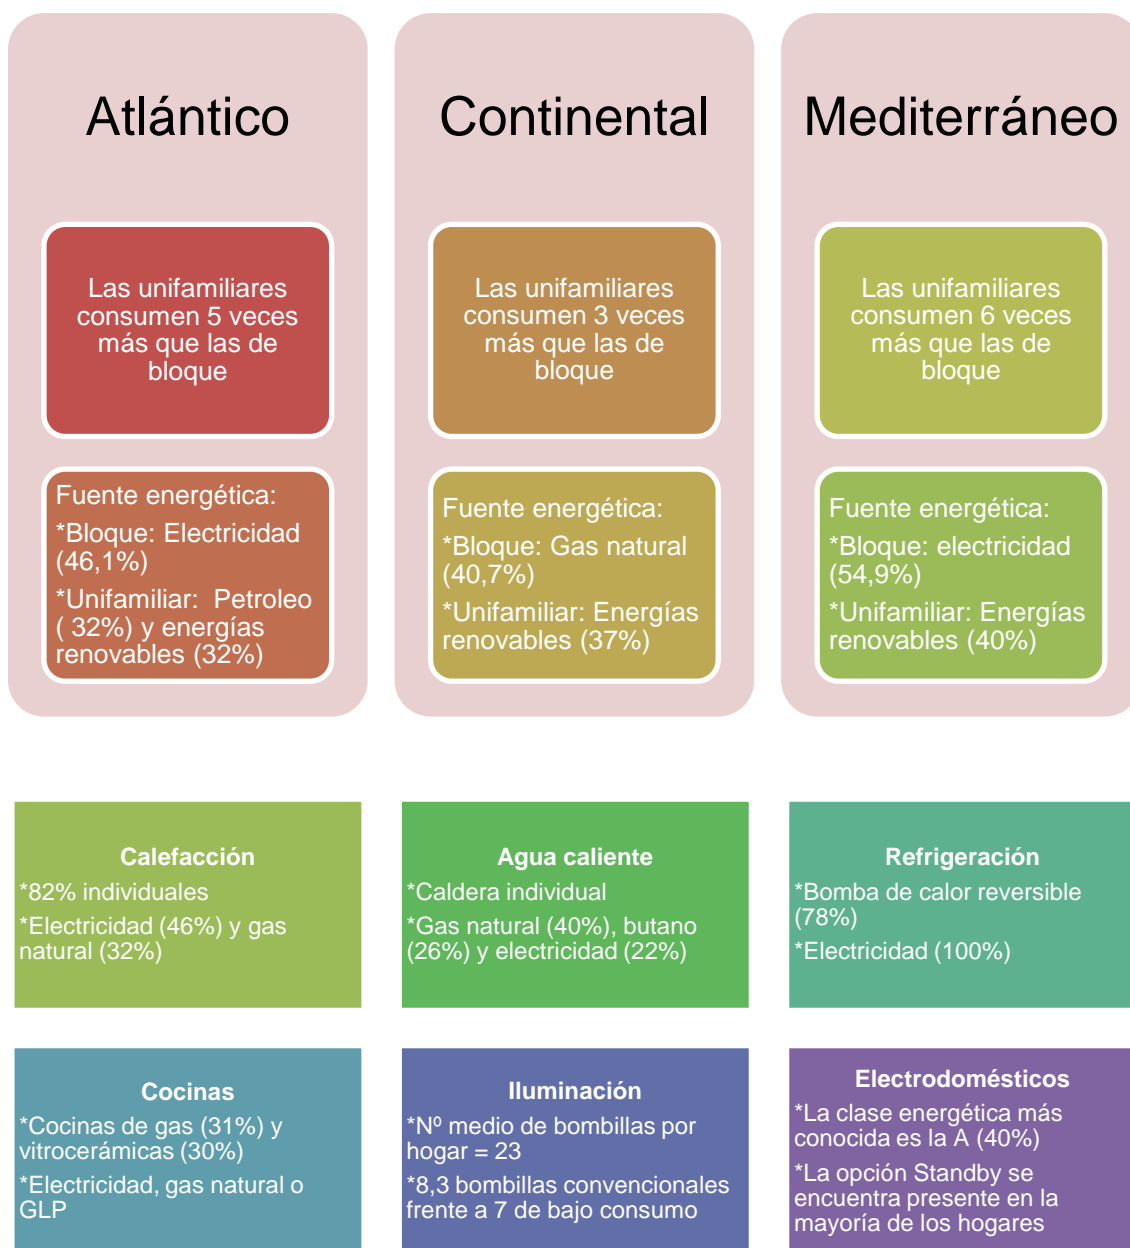 Atlántico
Las unifamiliares
consumen 5 veces
más que las de
bloque
Fuente energética:
*Bloque: Electricidad
(46,1%)
*Unifamiliar:  Petroleo
( 32%) y energías
renovables (32%)
Continental
Las unifamiliares
consumen 3 veces
más que las de
bloque
Fuente energética:
*Bloque: Gas natural
(40,7%)
*Unifamiliar: Energías
renovables (37%)
Mediterráneo
Las unifamiliares
consumen 6 veces
más que las de
bloque
Fuente energética:
*Bloque: electricidad
(54,9%)
*Unifamiliar: Energías
renovables (40%)
Calefacción
*82% individuales
*Electricidad (46%) y gas
natural (32%)
Agua caliente
*Caldera individual
*Gas natural (40%), butano
(26%) y electricidad (22%)
Refrigeración
*Bomba de calor reversible
(78%)
*Electricidad (100%)
Cocinas
*Cocinas de gas (31%) y
vitrocerámicas (30%)
*Electricidad, gas natural o
GLP
Iluminación
*Nº medio de bombillas por
hogar = 23
*8,3 bombillas convencionales
frente a 7 de bajo consumo
Electrodomésticos
*La clase energética más
conocida es la A (40%)
*La opción Standby se
encuentra presente en la
mayoría de los hogares